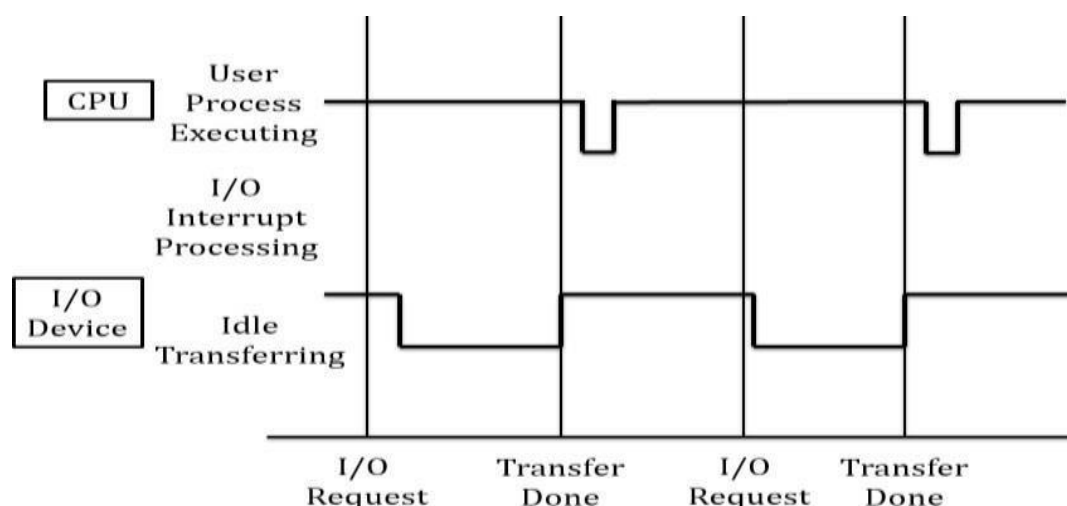 CPU
User
Process
Executing
I/O
Interrupt
Processing
I/O
Device
Idle
Transferring
I/O
Request
Transfer
Done
I/O
Request
Transfer
Done